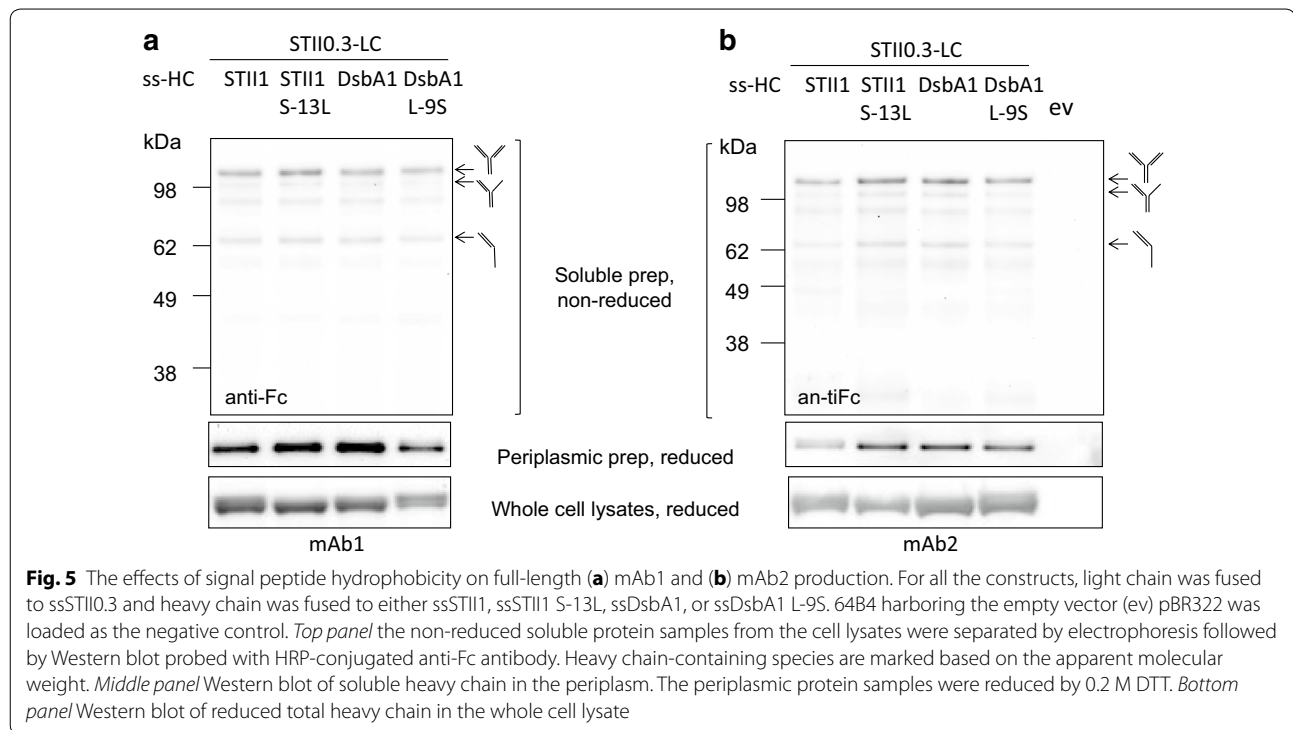 a
STII0.3-LC
ss-HC STII1 STII1 DsbA1 DsbA1
S-13L L-9S
kDa
98
62
49
38
anti-Fc
b
STII0.3-LC
ss-HC STII1 STII1 DsbA1 DsbA1 ev
S-13L L-9S
kDa
98
62
49
38
an-tiFc
Soluble prep,
non-reduced
Periplasmic prep, reduced
Whole cell lysates, reduced
mAb1
mAb2
Fig. 5 The effects of signal peptide hydrophobicity on full-length (a) mAb1 and (b) mAb2 production. For all the constructs, light chain was fused
to ssSTII0.3 and heavy chain was fused to either ssSTII1, ssSTII1 S-13L, ssDsbA1, or ssDsbA1 L-9S. 64B4 harboring the empty vector (ev) pBR322 was
loaded as the negative control. Top panel the non-reduced soluble protein samples from the cell lysates were separated by electrophoresis followed
by Western blot probed with HRP-conjugated anti-Fc antibody. Heavy chain-containing species are marked based on the apparent molecular
weight. Middle panel Western blot of soluble heavy chain in the periplasm. The periplasmic protein samples were reduced by 0.2 M DTT. Bottom
panel Western blot of reduced total heavy chain in the whole cell lysate